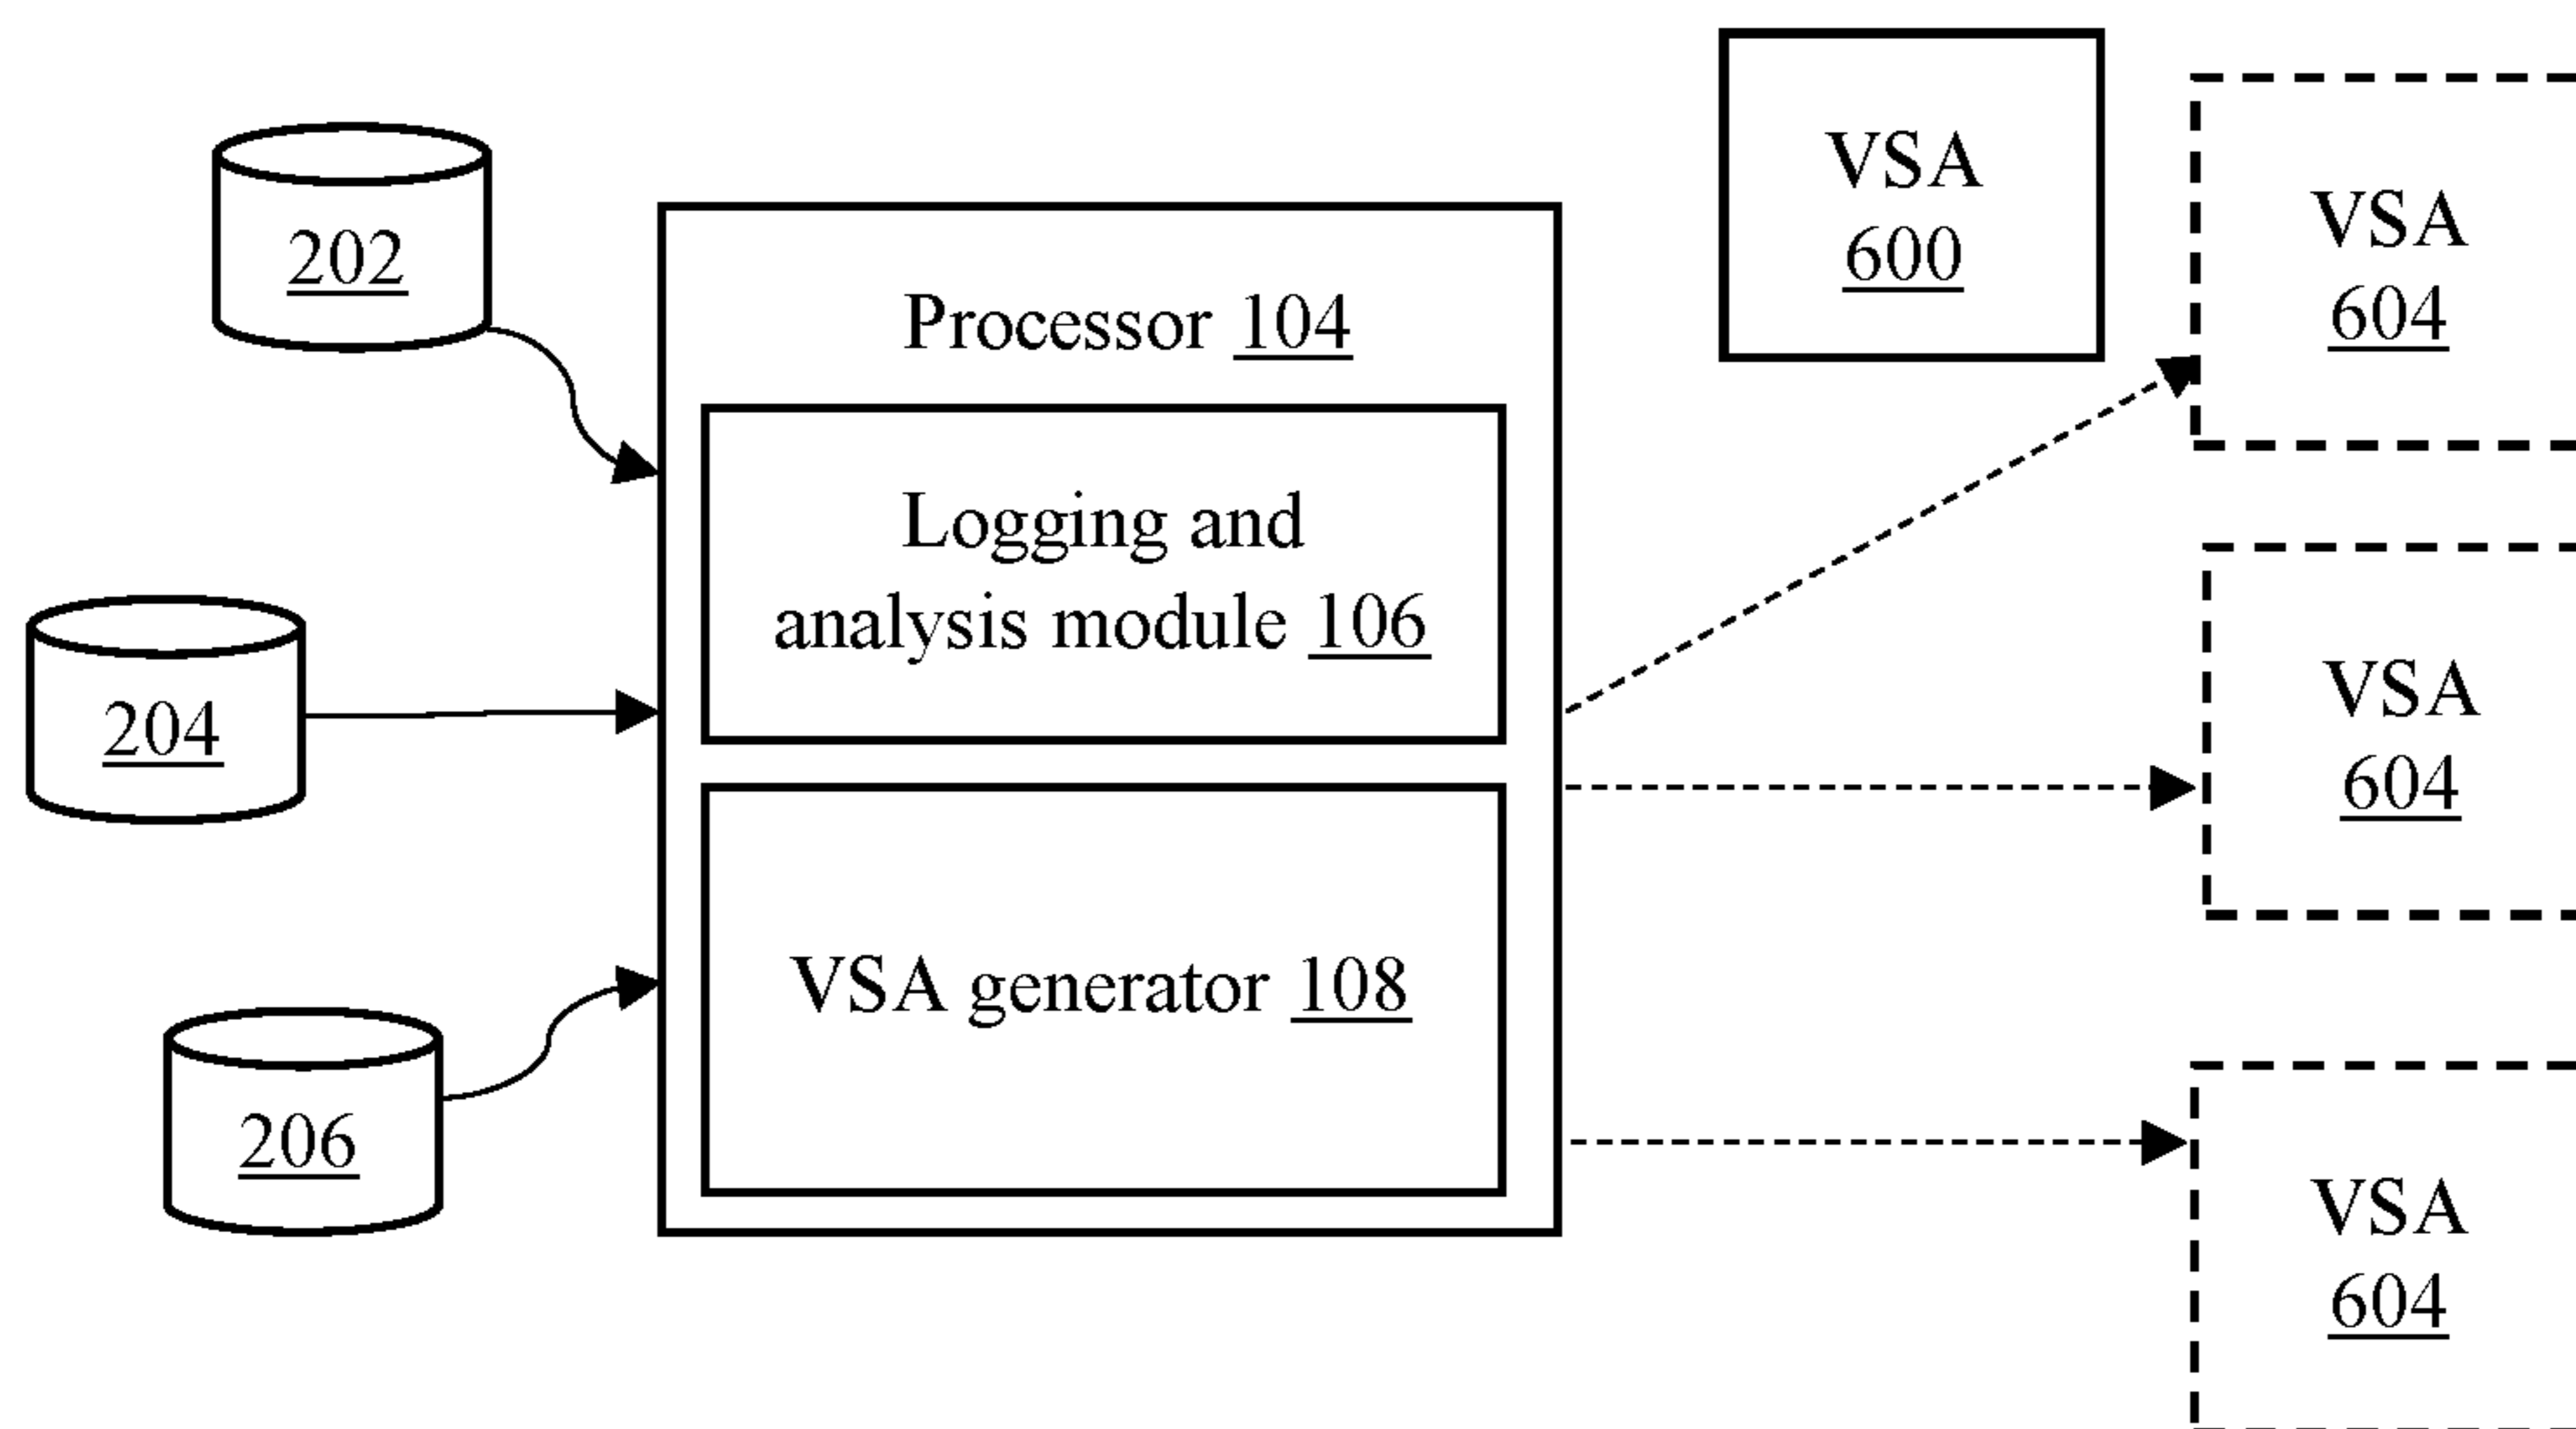 202
204
206
Processor 104
Logging and
analysis module 106
VSA generator 108
VSA
600
VSA
604
VSA
604
VSA
604